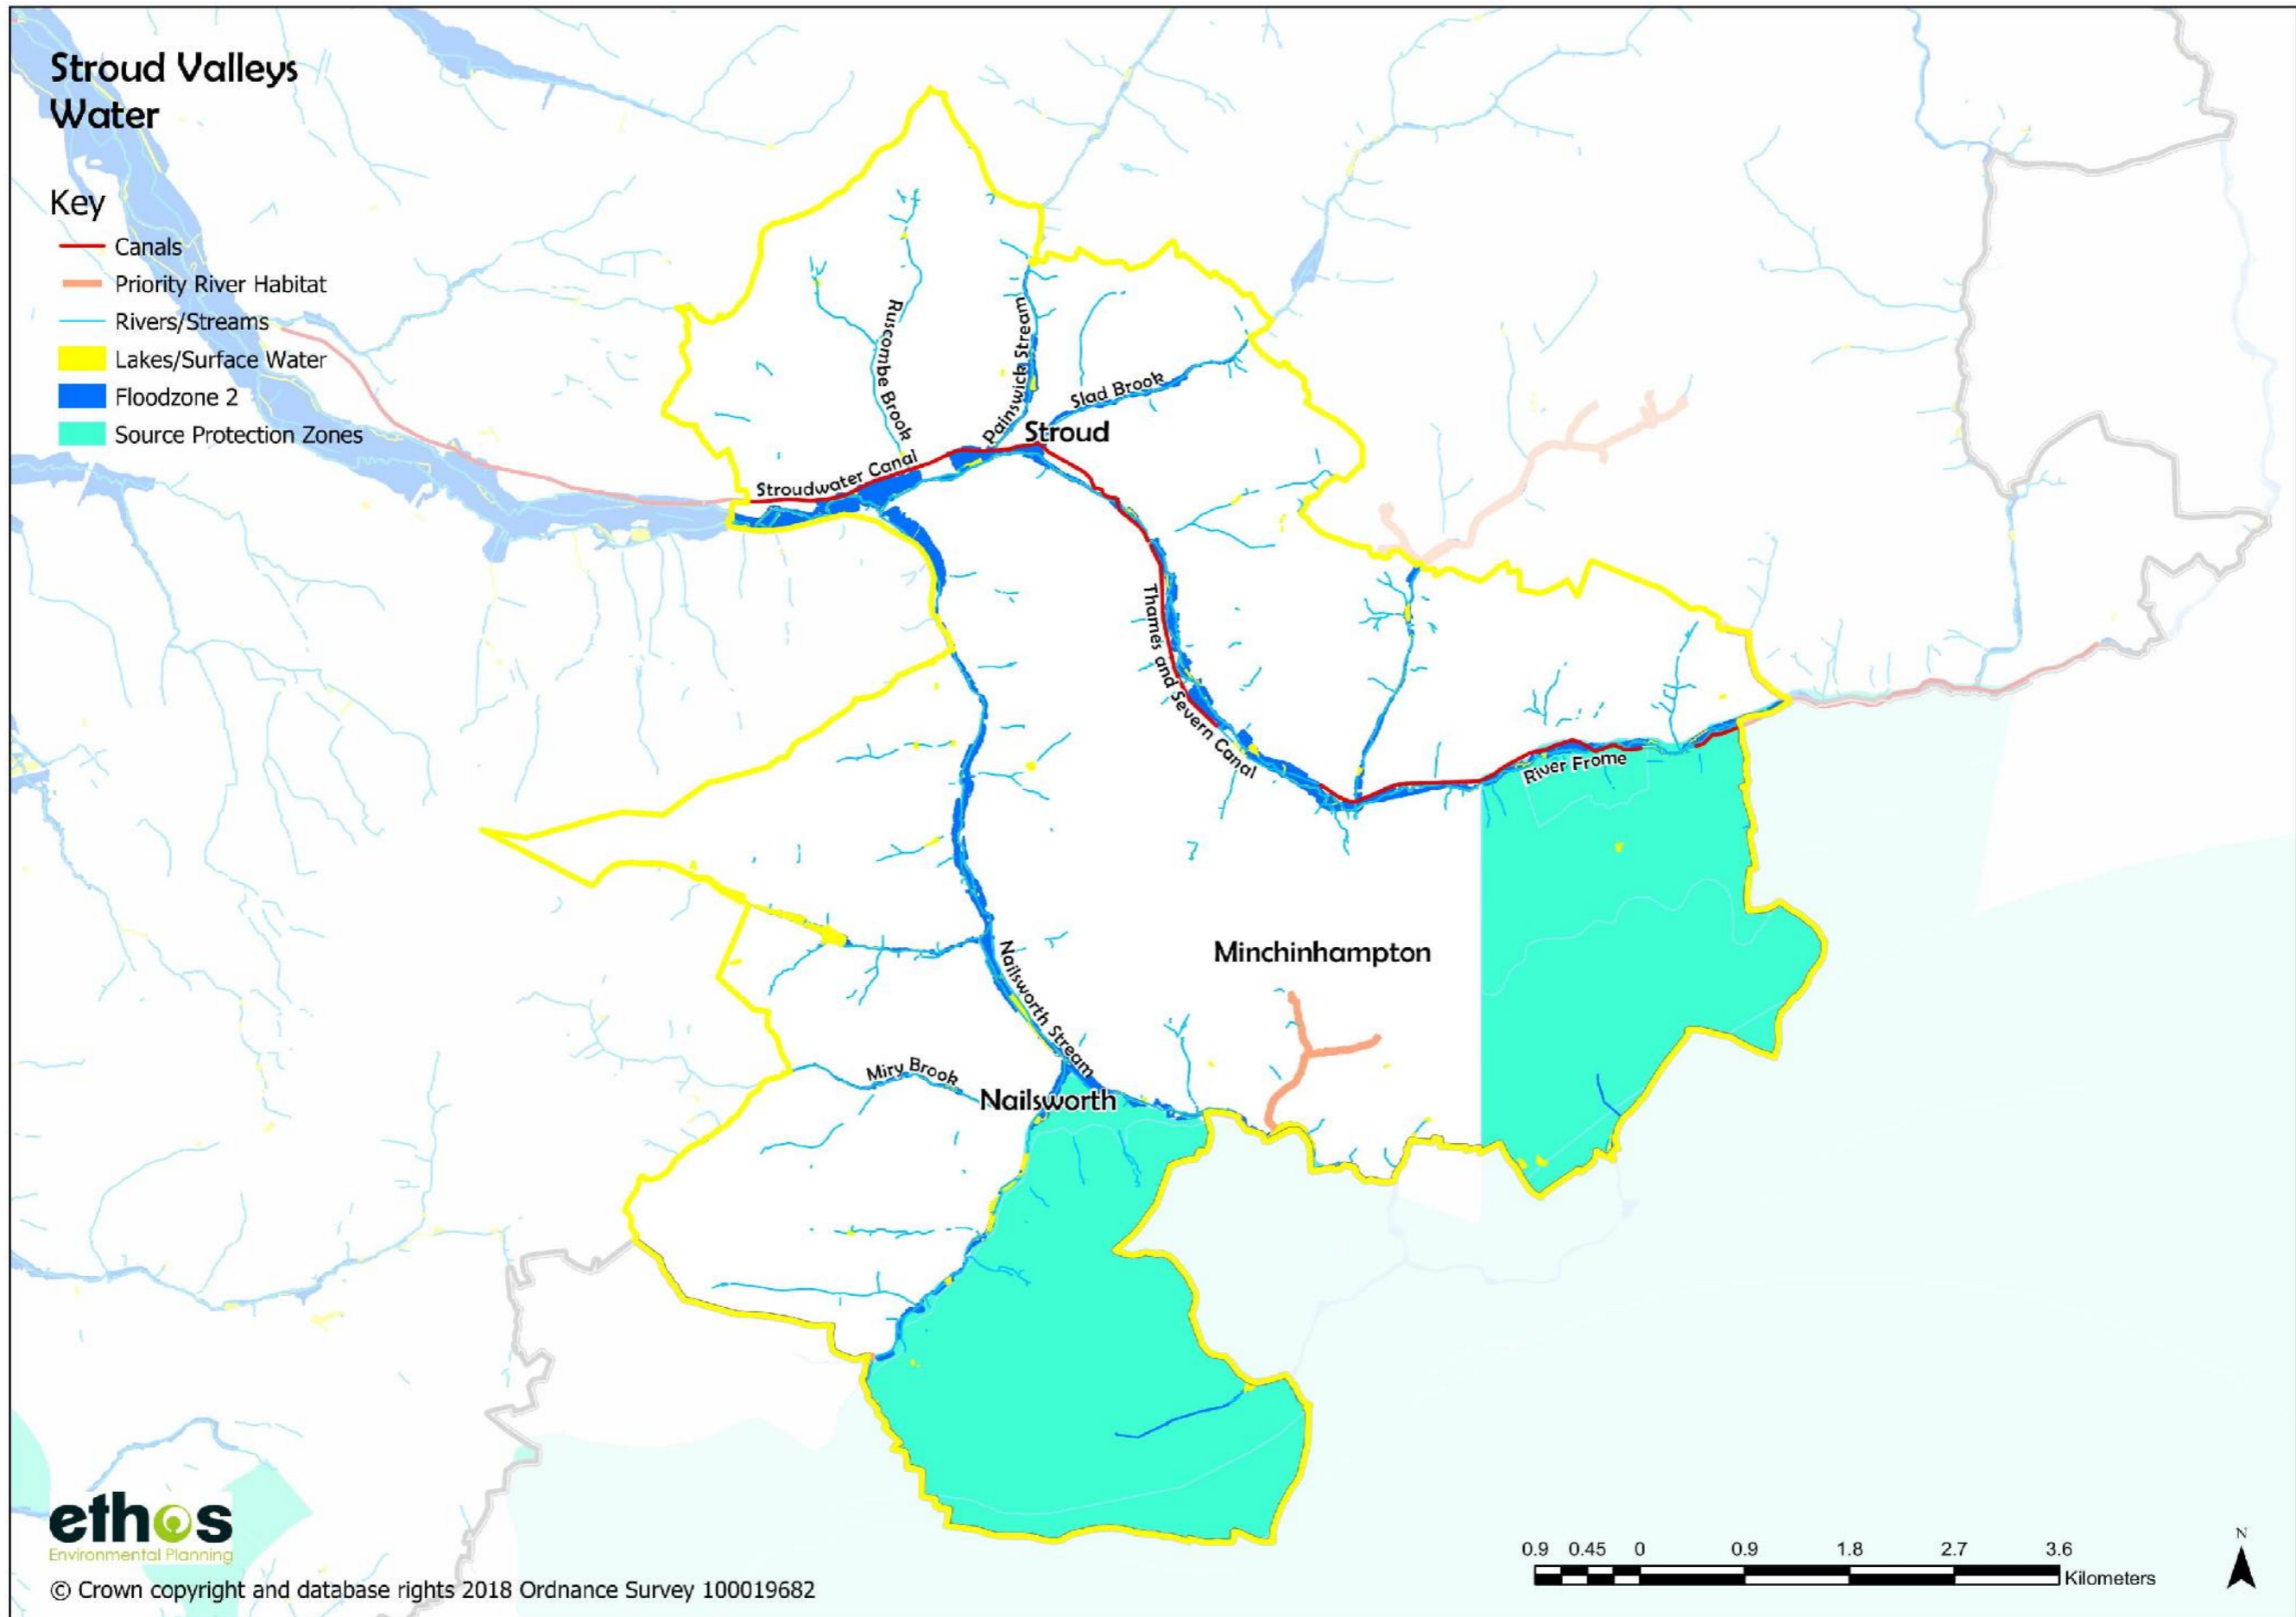 Stroud Valleys
Water
Key
Canals
Priority River Habitat
Rivers/Streams
Lakes/Surface Water
Floodzone 2
Source Protection Zones
Ruscombe Brook
Painswick Stream
Slad Brook
Stroud
Stroudwater Canal
Thames and Severn Canal
River Frome
Minchinhampton
Nailsworth Stream
Miry Brook
Nailsworth
ethos
Environmental Planning
© Crown copyright and database rights 2018 Ordnance Survey 100019682
0.9 0.45 0 0.9 1.8 2.7 3.6
Kilometers
N